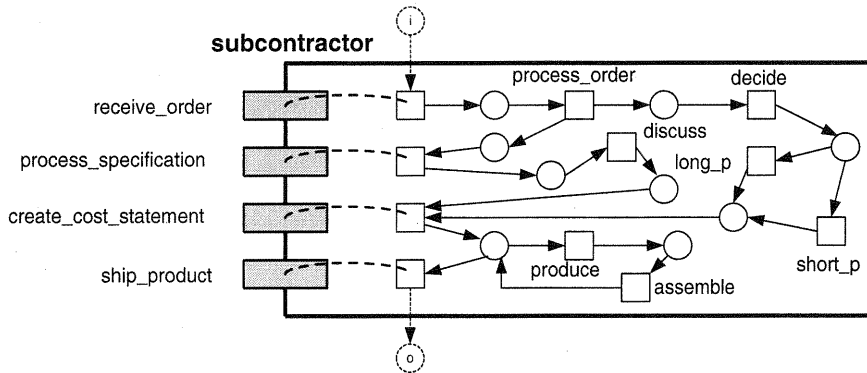 i
subcontractor
process_order
decide
receive_order
discuss
process_specification
long_p
create_cost_statement
short_p
ship_product
produce
assemble
o